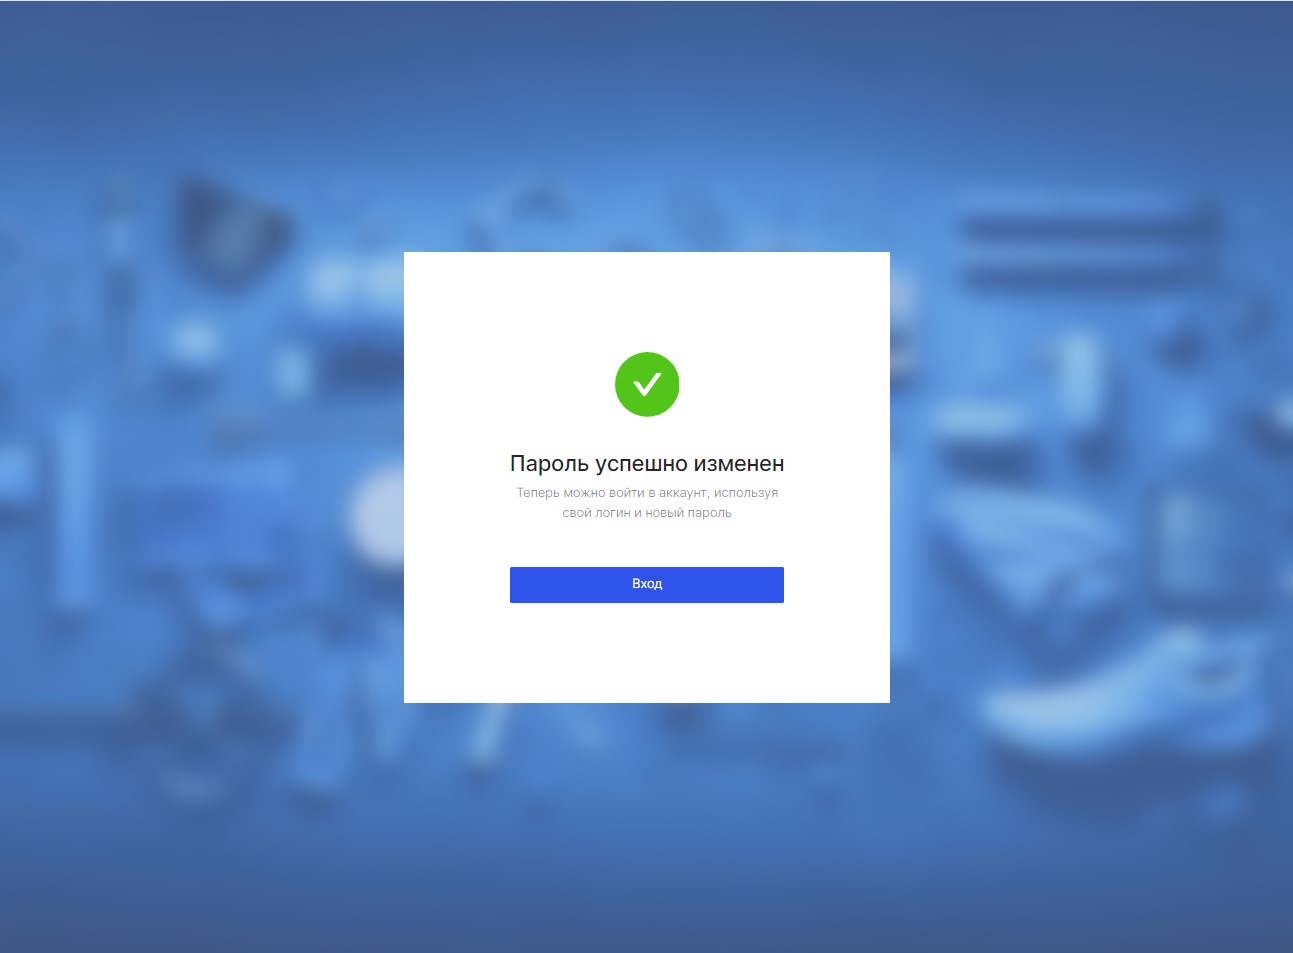 Пароль успешно изменен
Теперь можно войти в аккаунт, используя
свой логин и новый пароль
Вход